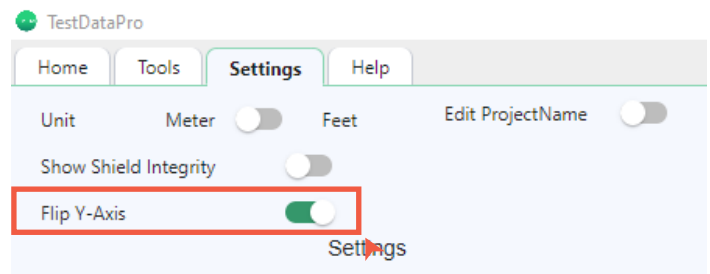 TestDataPro
Home Tools Settings Help
Unit Meter Feet Edit ProjectName
Show Shield Integrity
Flip Y-Axis
Settings